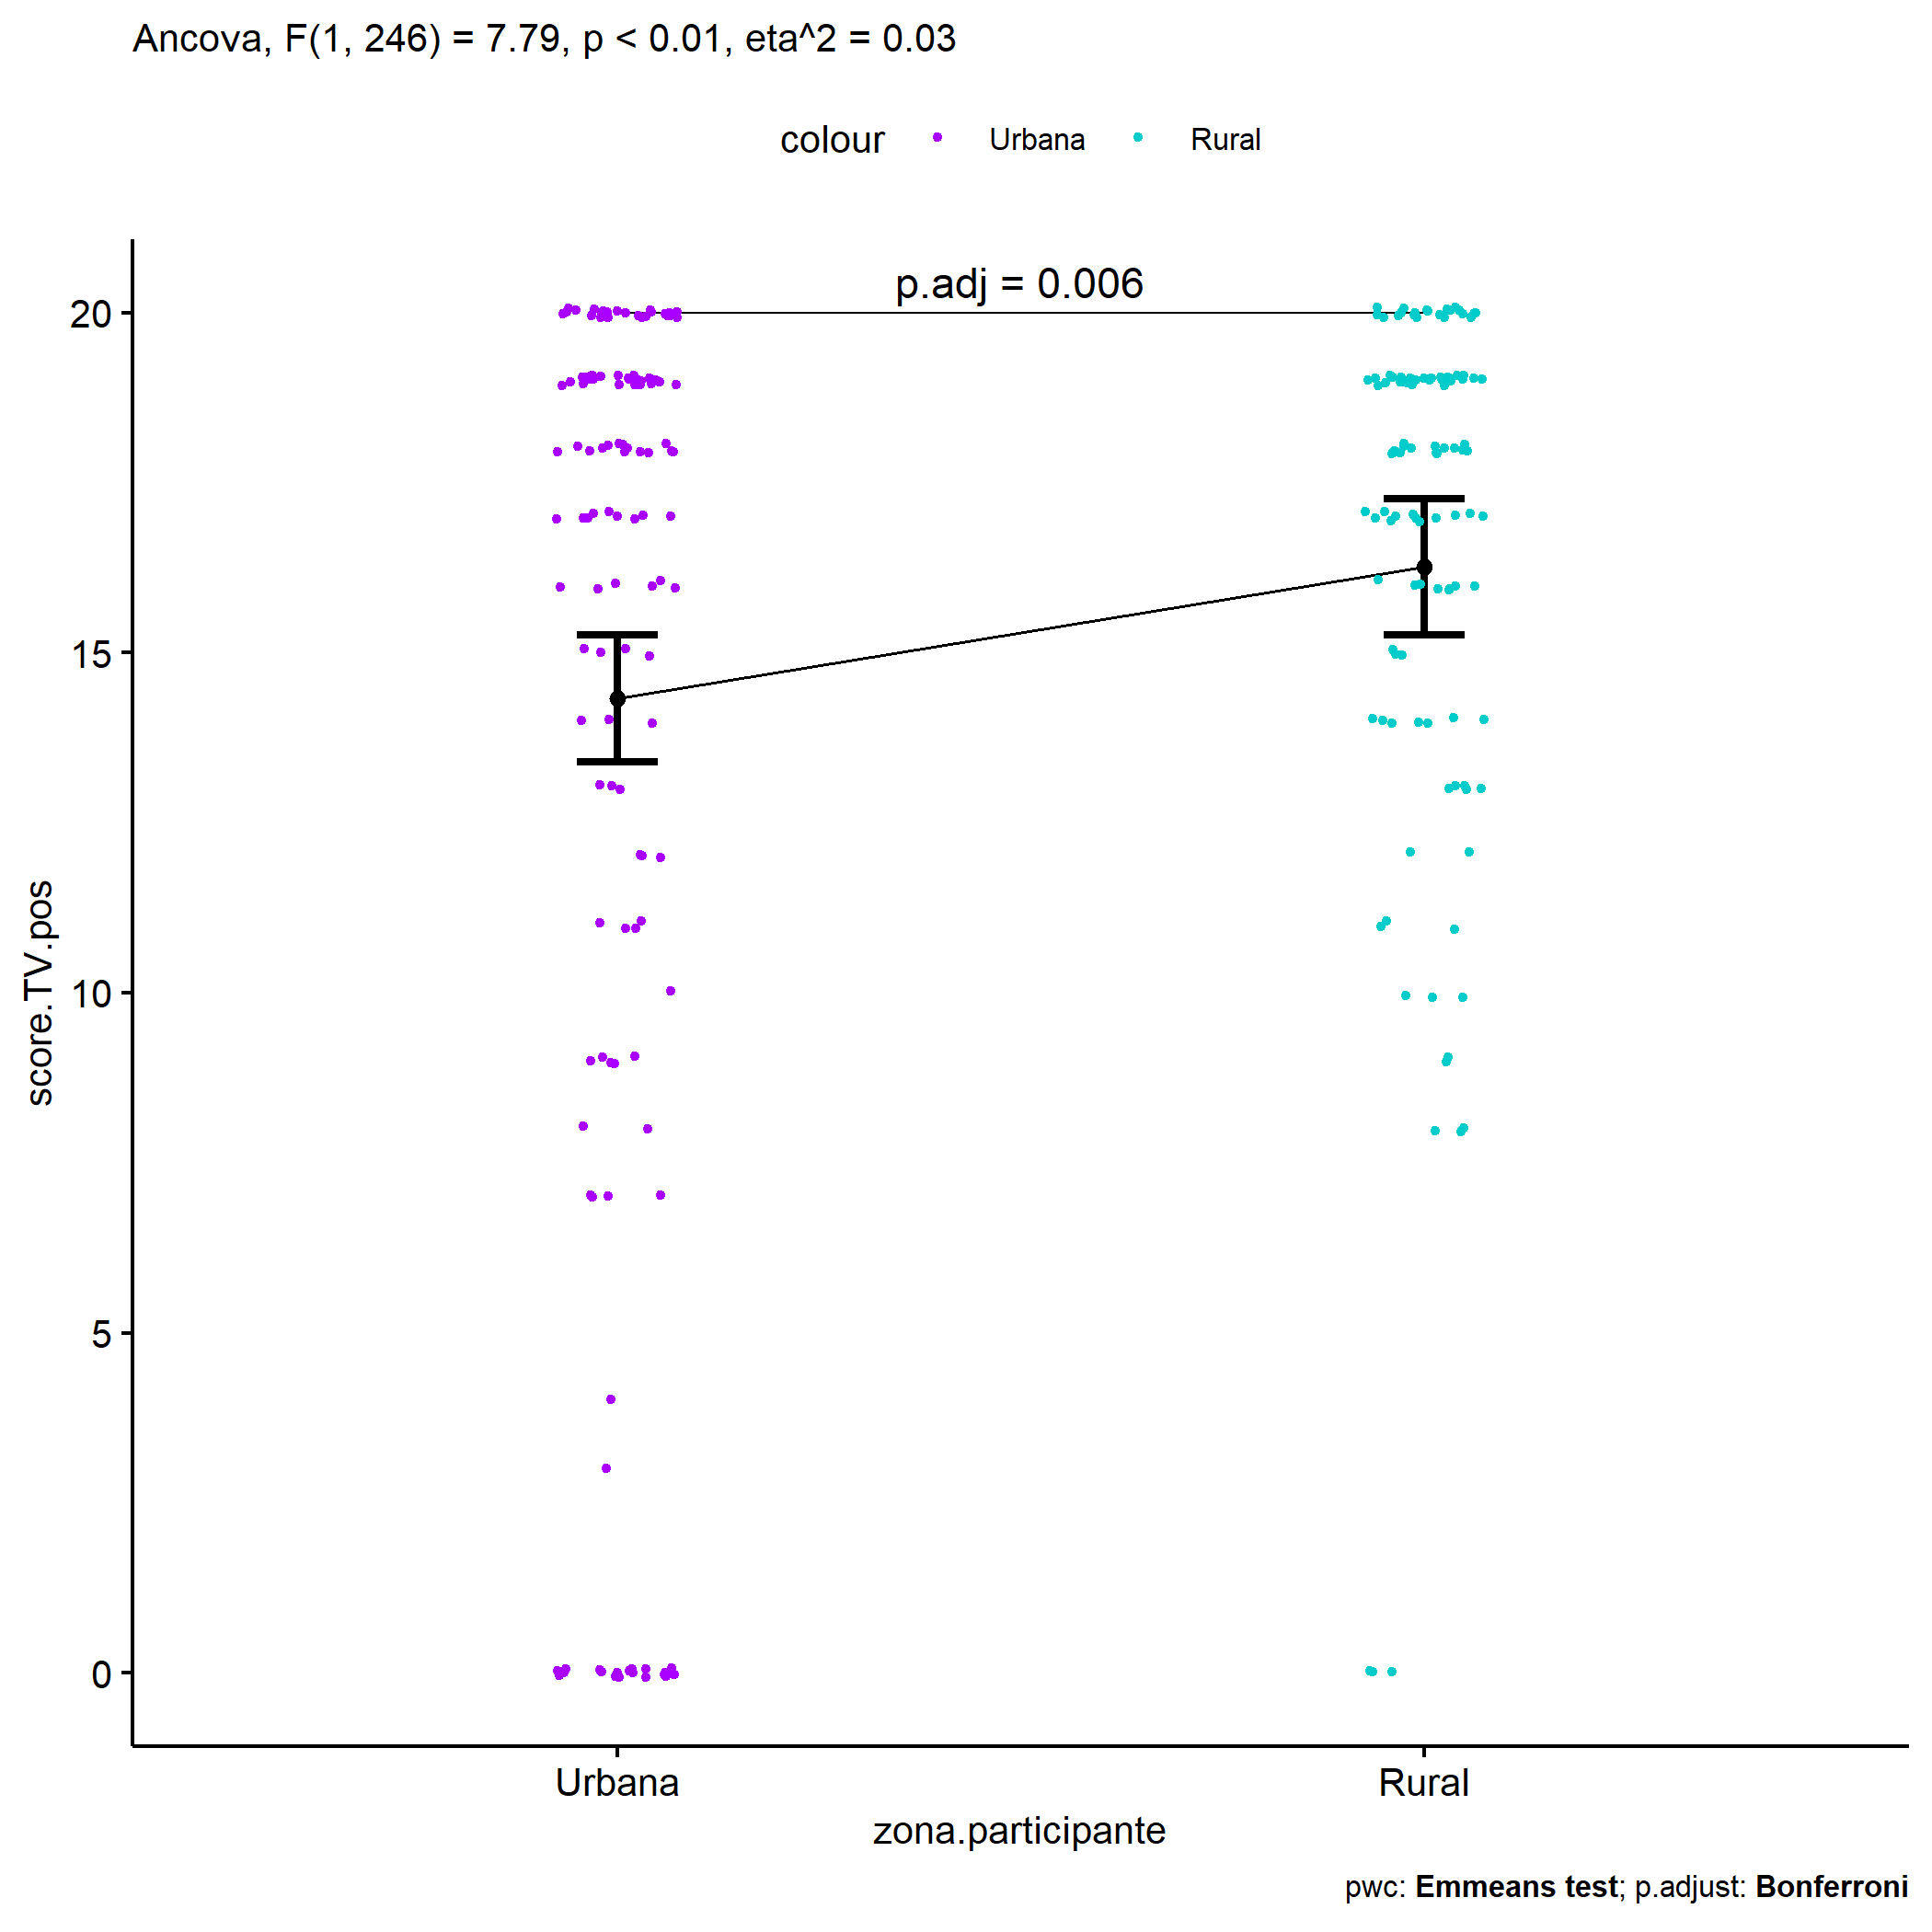 Ancova, F(1, 246) = 7.79, p < 0.01, eta^2 = 0.03
colour Urbana Rural
p.adj = 0.006
20
15
10
5
0
score.TV.pos
Urbana Rural
zona.participante
pwc: Emmeans test; p.adjust: Bonferroni